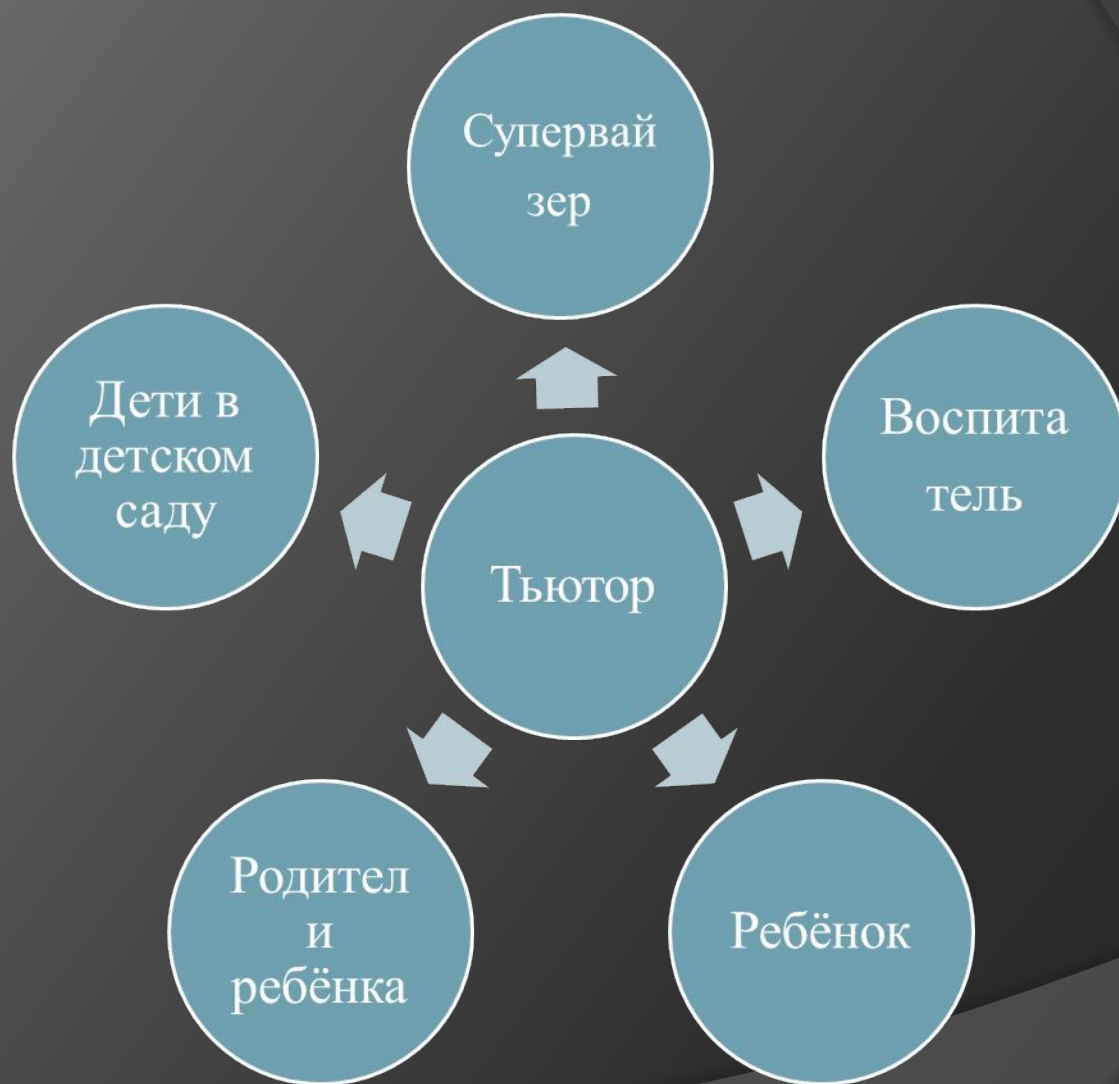 Супервай
зер
Дети в
детском
саду
Воспита
тель
Тьютор
Родител
и
ребёнка
Ребёнок